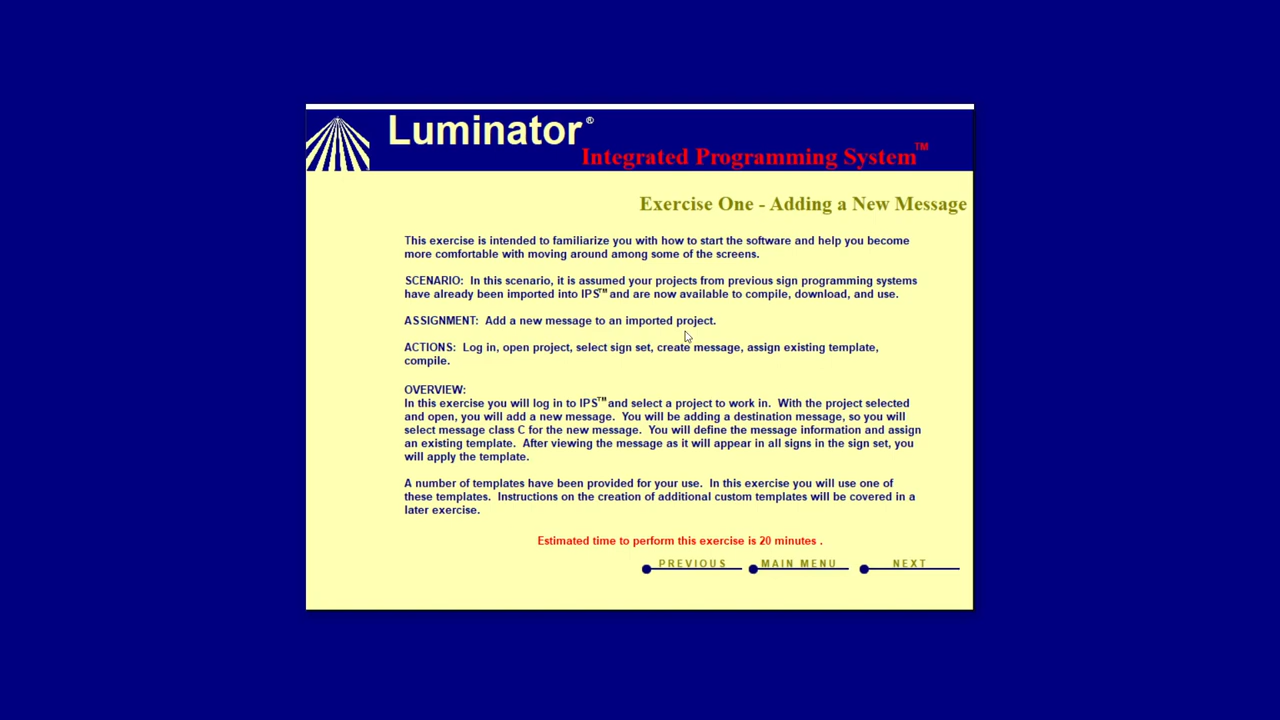 Luminator®
Integrated Programming System™
Exercise One - Adding a New Message
This exercise is intended to familiarize you with how to start the software and help you become
more comfortable with moving around among some of the screens.
SCENARIO: In this scenario, it is assumed your projects from previous sign programming systems
have already been imported into IPS™ and are now available to compile, download, and use.
ASSIGNMENT: Add a new message to an imported project.
ACTIONS: Log in, open project, select sign set, create message, assign existing template,
compile.
OVERVIEW:
In this exercise you will log in to IPS™ and select a project to work in. With the project selected
and open, you will add a new message. You will be adding a destination message, so you will
select message class C for the new message. You will define the message information and assign
an existing template. After viewing the message as it will appear in all signs in the sign set, you
will apply the template.
A number of templates have been provided for your use. In this exercise you will use one of
these templates. Instructions on the creation of additional custom templates will be covered in a
later exercise.
Estimated time to perform this exercise is 20 minutes .
PREVIOUS MAIN MENU NEXT